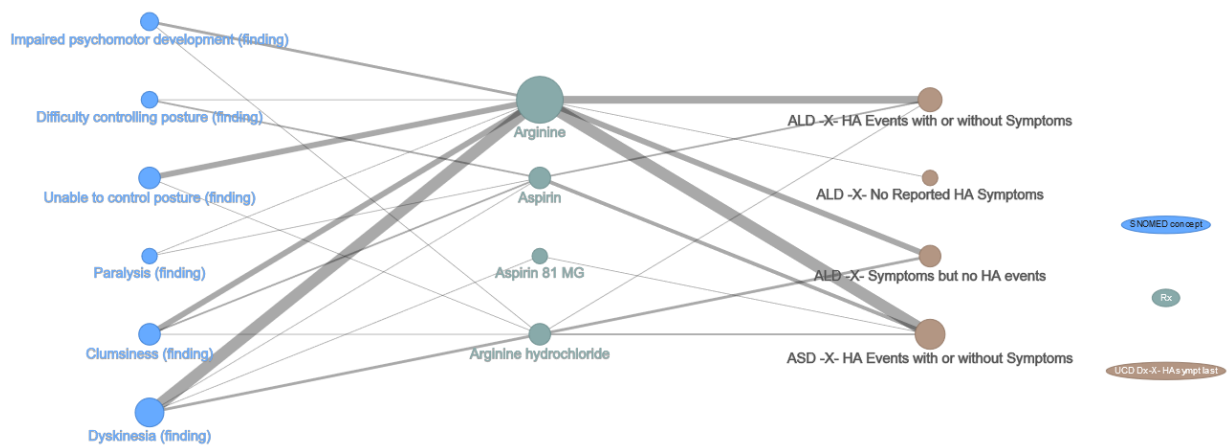 Impaired psychomotor development (finding)
Difficulty controlling posture (finding)
Unable to control posture (finding)
Paralysis (finding)
Clumsiness (finding)
Dyskinesia (finding)
Arginine
Aspirin
Aspirin 81 MG
Arginine hydrochloride
ALD -X- HA Events with or without Symptoms
ALD -X- No Reported HA Symptoms
ALD -X- Symptoms but no HA events
ASD -X- HA Events with or without Symptoms
SNOMED concept
Rx
UCD Dx-X- HAsymptlast